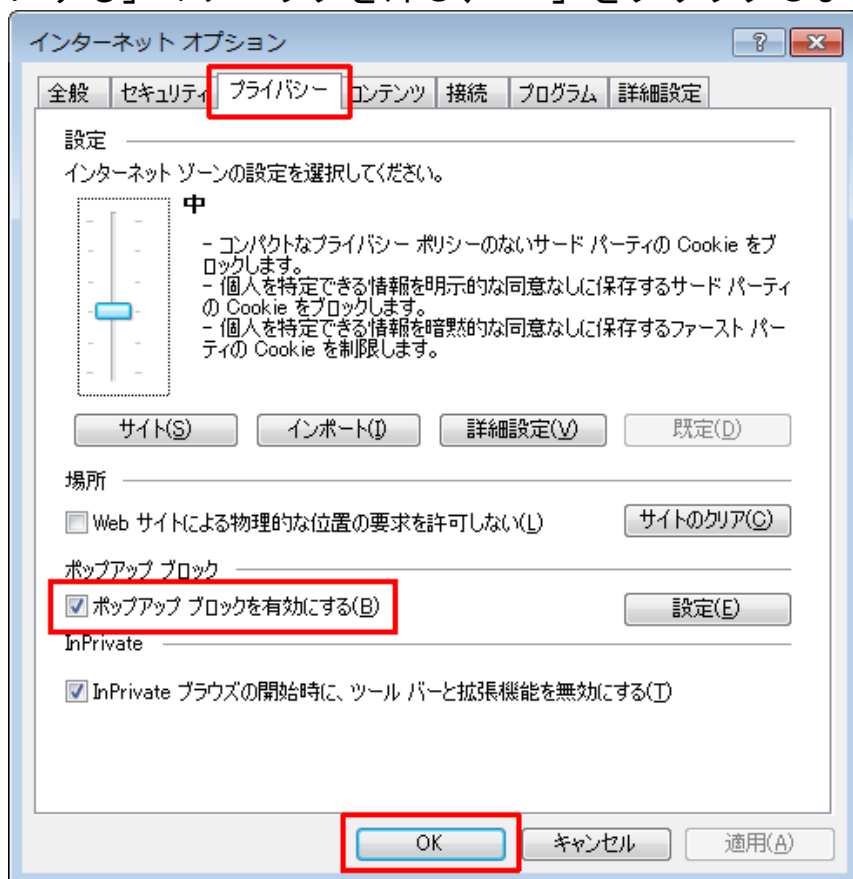 インターネット オプション
全般 セキュリティ プライバシー コンテンツ 接続 プログラム 詳細設定
設定
インターネット ゾーンの設定を選択してください。
中
- コンパクトなプライバシー ポリシーのないサード パーティの Cookie をブ
ロックします。
- 個人を特定できる情報を明示的な同意なしに保存するサード パーティ
の Cookie をブロックします。
- 個人を特定できる情報を暗黙的な同意なしに保存するファースト パー
ティの Cookie を制限します。
サイト(S) インポート(I) 詳細設定(V) 既定(D)
場所
Web サイトによる物理的な位置の要求を許可しない(L) サイトのクリア(C)
ポップアップ ブロック
ポップアップ ブロックを有効にする(B) 設定(E)
InPrivate
InPrivate ブラウズの開始時に、ツール バーと拡張機能を無効にする(T)
OK キャンセル 適用(A)